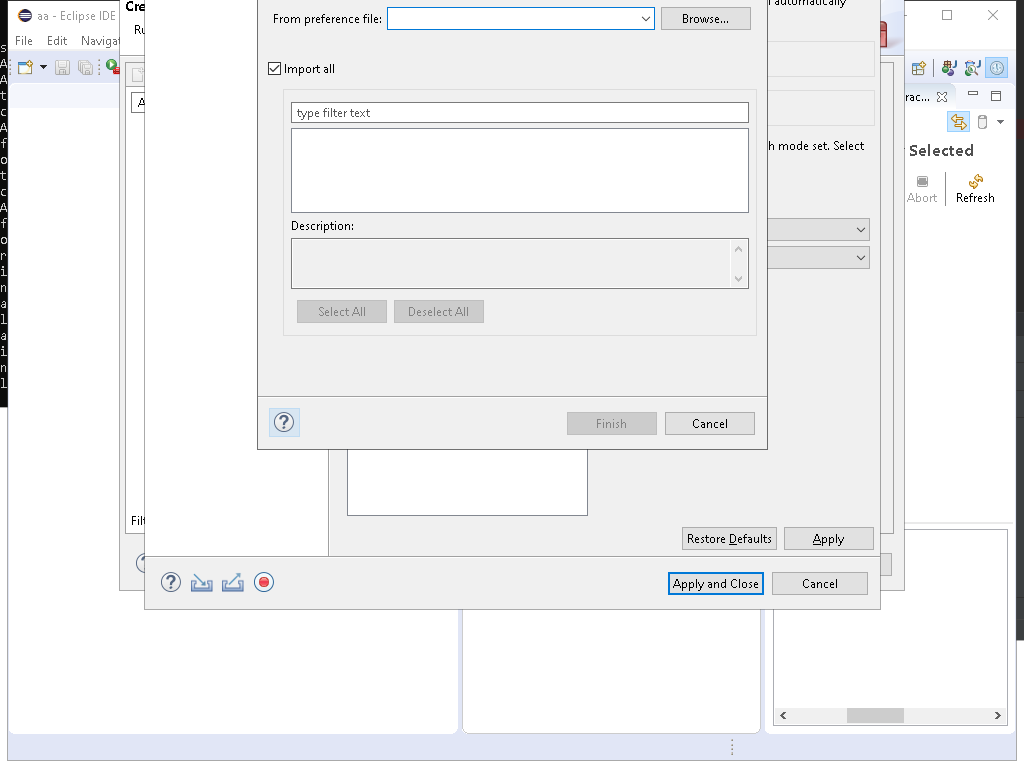 aa - Eclipse IDE
Cre
File Edit Navigat
Ru
From preference file:
Browse...
automatically
Import all
type filter text
Description:
Select All
Deselect All
h mode set. Select
rac...
Selected
Abort
Refresh
Finish
Cancel
Filt
Restore Defaults
Apply
Apply and Close
Cancel